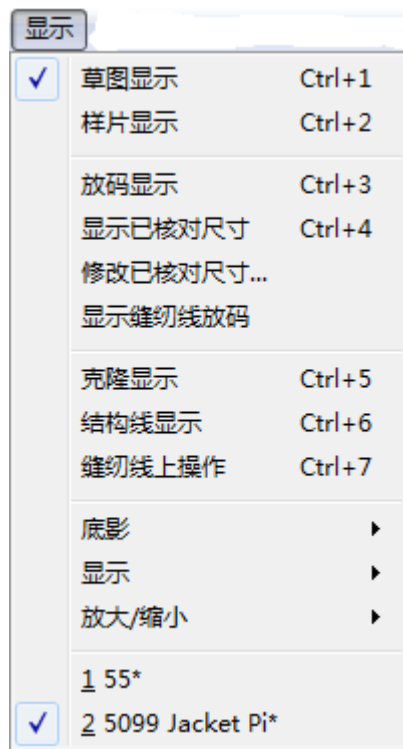 显示
草图显示 Ctrl+1
样片显示 Ctrl+2
放码显示 Ctrl+3
显示已核对尺寸 Ctrl+4
修改已核对尺寸...
显示缝纫线放码
克隆显示 Ctrl+5
结构线显示 Ctrl+6
缝纫线上操作 Ctrl+7
底影
显示
放大/缩小
1 55*
2 5099 Jacket Pi*